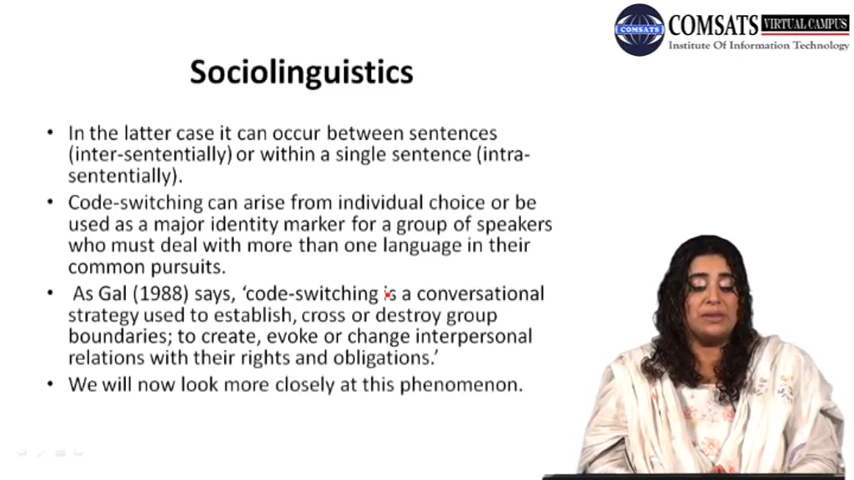 COMSATS
COMSATS VIRTUAL CAMPUS
Institute Of Information Technology
Sociolinguistics
• In the latter case it can occur between sentences
(inter-sententially) or within a single sentence (intra-
sententially).
• Code-switching can arise from individual choice or be
used as a major identity marker for a group of speakers
who must deal with more than one language in their
common pursuits.
• As Gal (1988) says, ‘code-switching is a conversational
strategy used to establish, cross or destroy group
boundaries; to create, evoke or change interpersonal
relations with their rights and obligations.’
• We will now look more closely at this phenomenon.